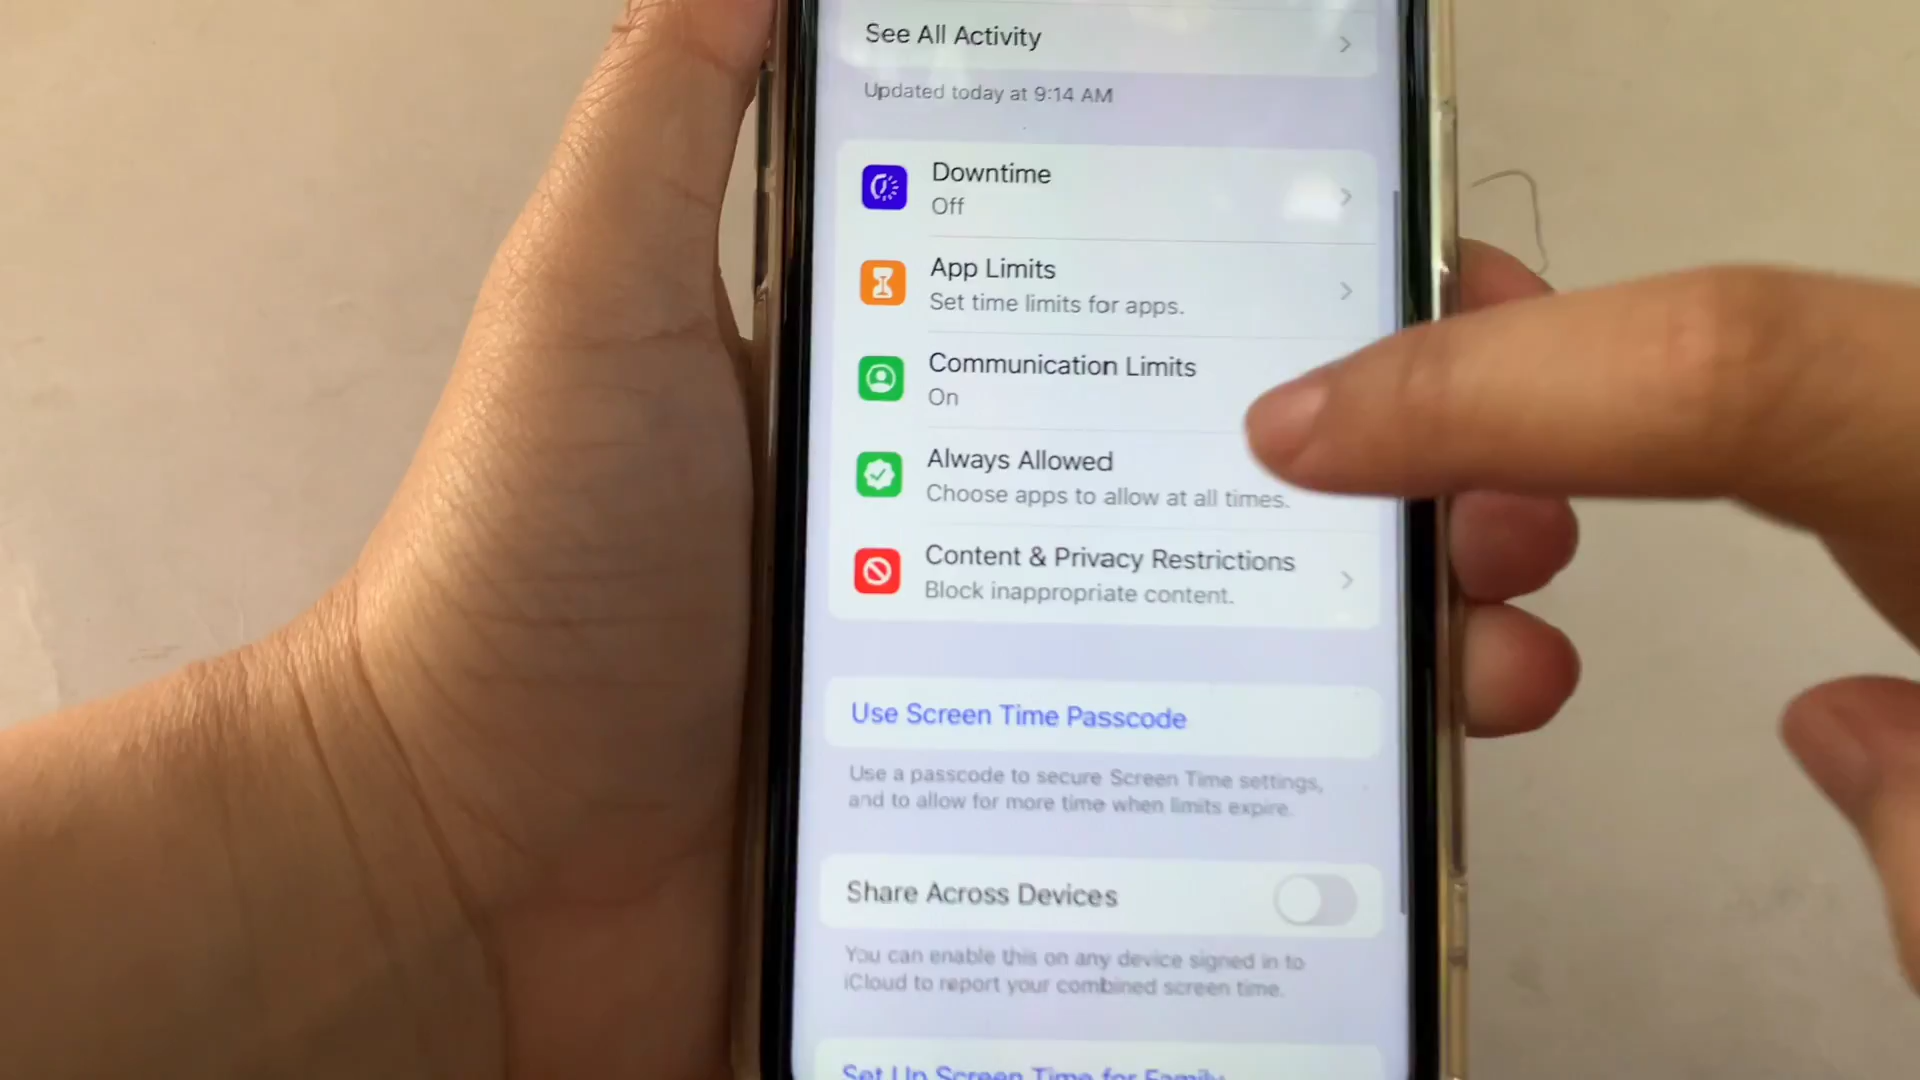 See All Activity
Updated today at 9:14 AM
Downtime
Off
App Limits
Set time limits for apps.
Communication Limits
On
Always Allowed
Choose apps to allow at all times.
Content & Privacy Restrictions
Block inappropriate content.
Use Screen Time Passcode
Use a passcode to secure Screen Time settings,
and to allow for more time when limits expire.
Share Across Devices
You can enable this on any device signed in to
iCloud to report your combined screen time.
Set Up Screen Time for Family